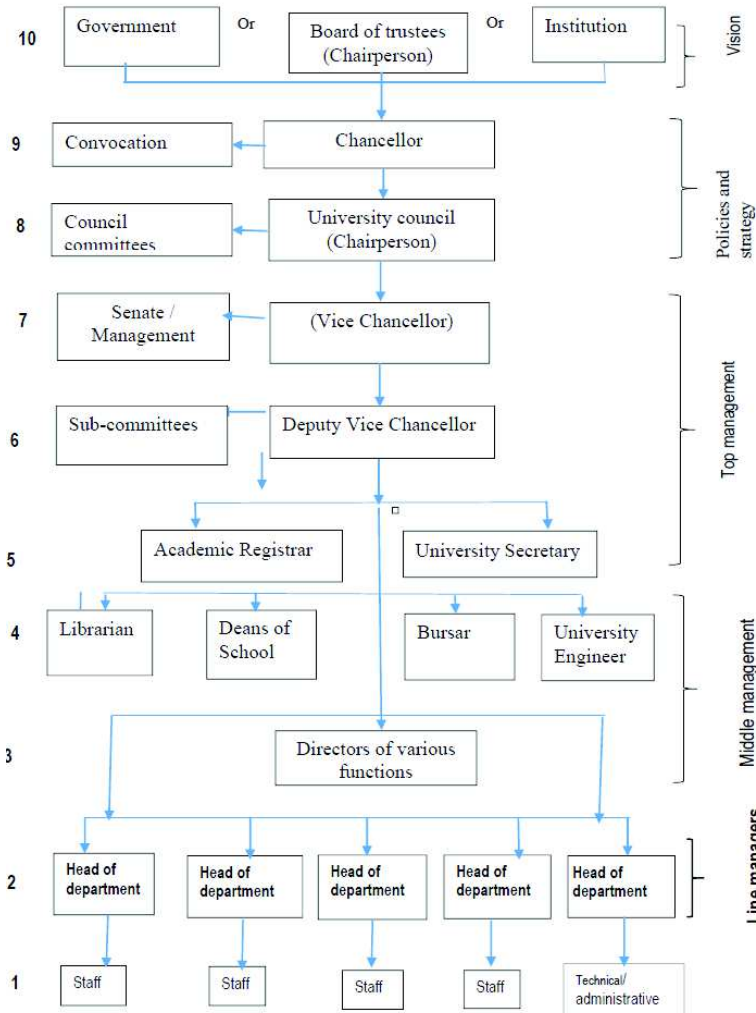 10
Government
Or
Board of trustees
(Chairperson)
Or
Institution
Vision
9
Convocation
Chancellor
8
Council
committees
University council
(Chairperson)
Policies and
strategy
7
Senate /
Management
(Vice Chancellor)
6
Sub-committees
Deputy Vice Chancellor
Top management
5
Academic Registrar
University Secretary
4
Librarian
Deans of
School
Bursar
University
Engineer
3
Directors of various
functions
Middle management
2
Head of
department
Head of
department
Head of
department
Head of
department
Head of
department
Line managers
1
Staff
Staff
Staff
Staff
Technical/
administrative